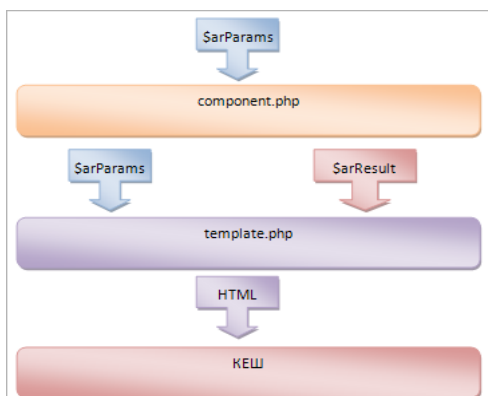 $arParams
component.php
$arParams
$arResult
template.php
HTML
КЕШ